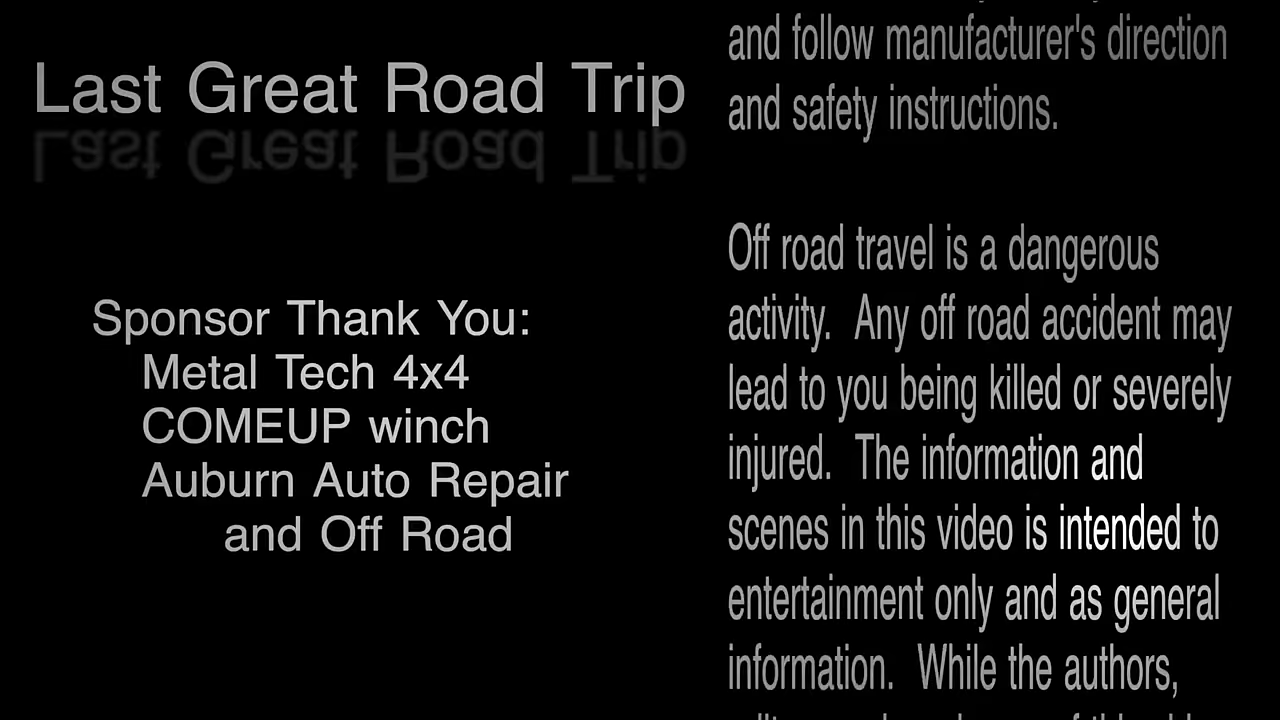 Last Great Road Trip
Sponsor Thank You:
Metal Tech 4x4
COMEUP winch
Auburn Auto Repair
and Off Road
and follow manufacturer's direction
and safety instructions.
Off road travel is a dangerous
activity.  Any off road accident may
lead to you being killed or severely
injured.  The information and
scenes in this video is intended to
entertainment only and as general
information.  While the authors,